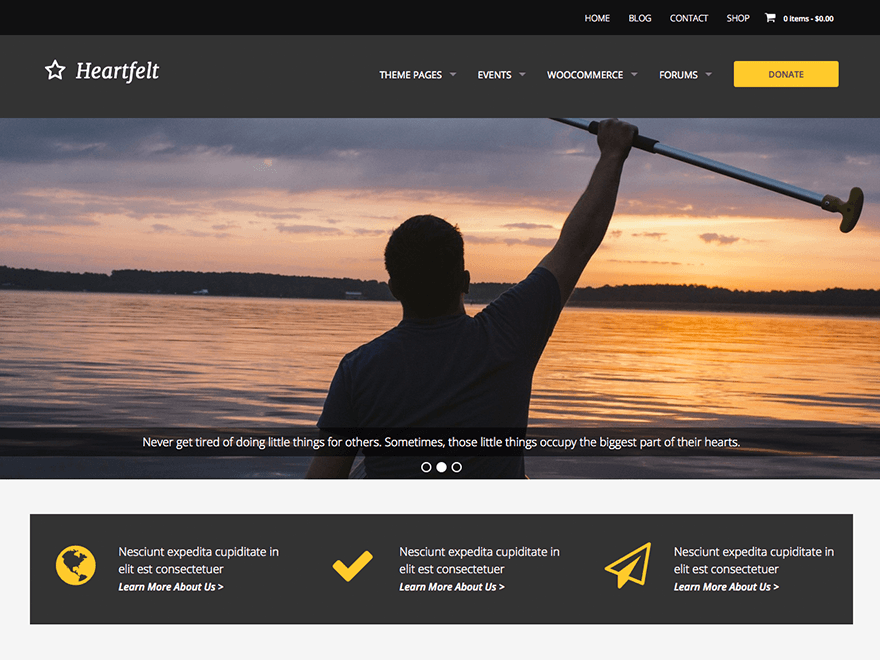 HOME BLOG CONTACT SHOP 0 items - $0.00
Heartfelt
THEME PAGES EVENTS WOOCOMMERCE FORUMS DONATE
Never get tired of doing little things for others. Sometimes, those little things occupy the biggest part of their hearts.
Nesciunt expedita cupiditate in
elit est consectetuer
Learn More About Us >
Nesciunt expedita cupiditate in
elit est consectetuer
Learn More About Us >
Nesciunt expedita cupiditate in
elit est consectetuer
Learn More About Us >